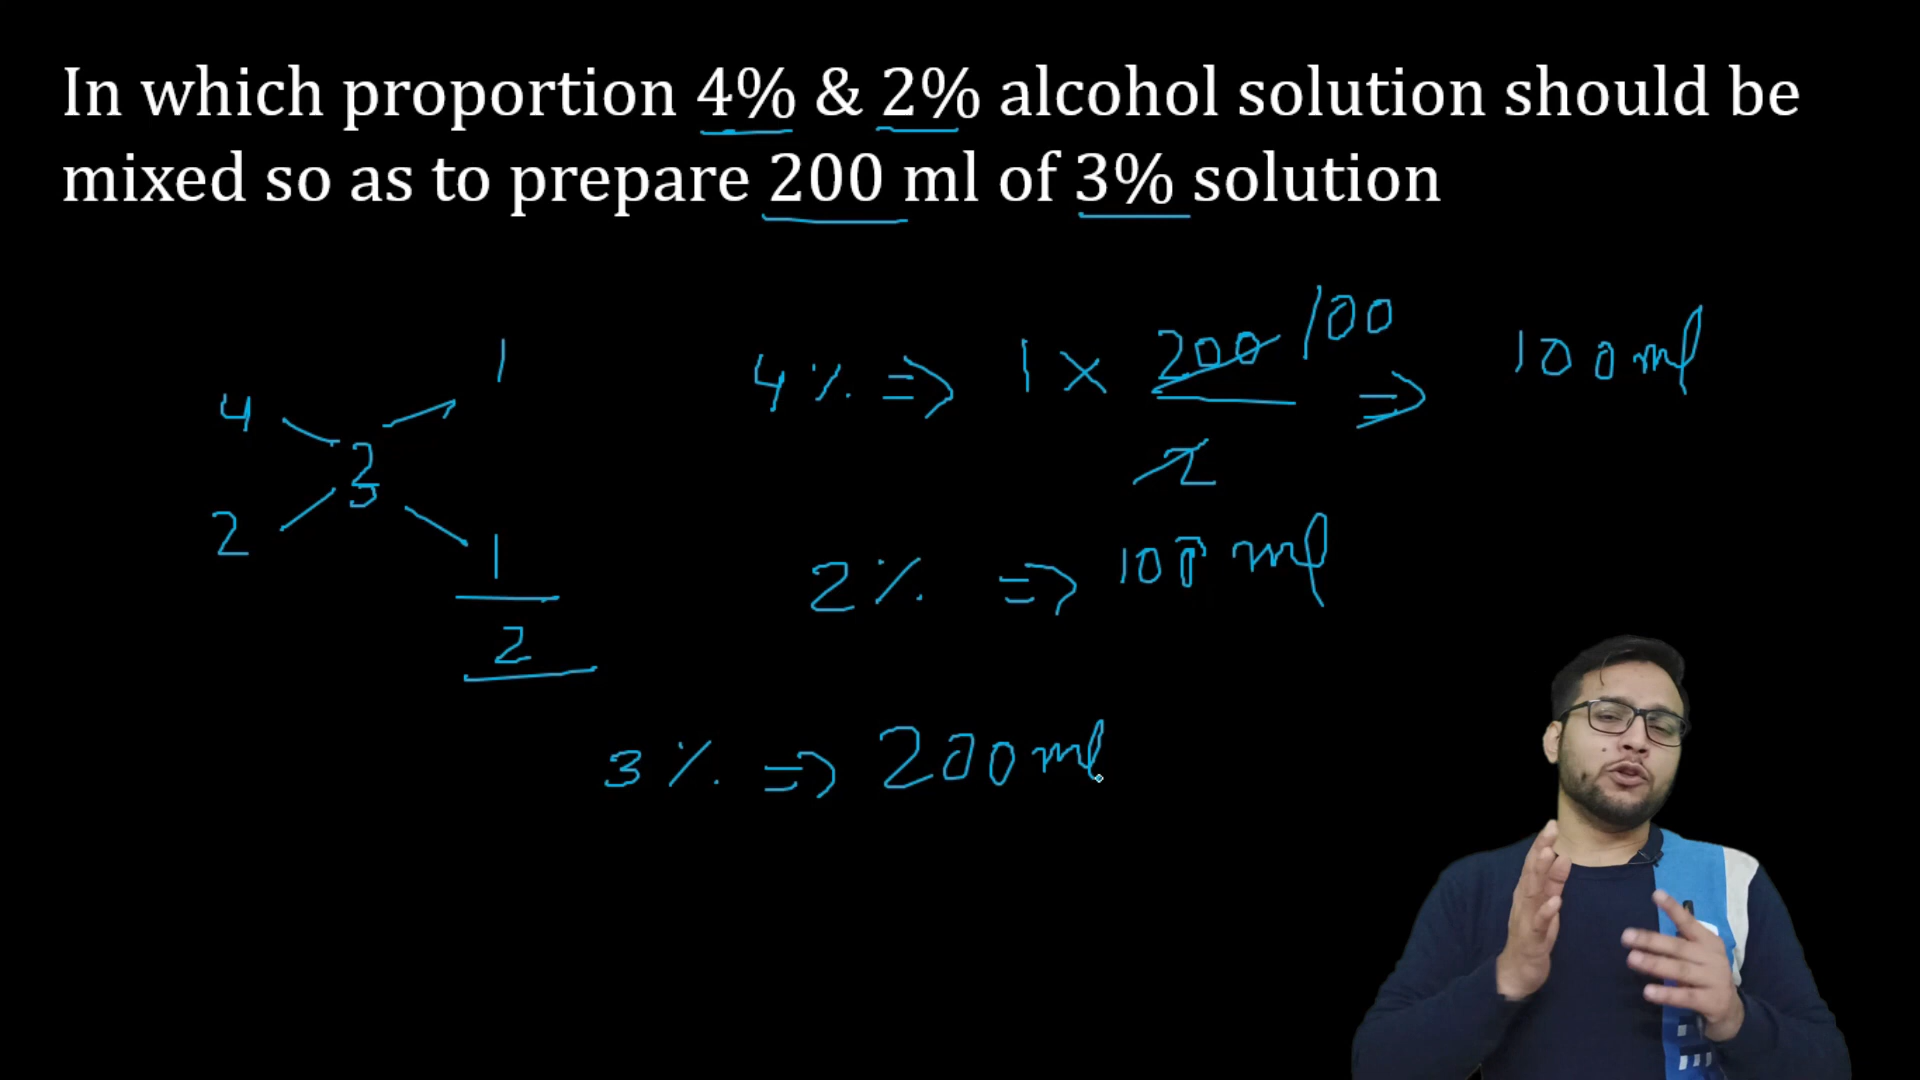 In which proportion 4% & 2% alcohol solution should be
mixed so as to prepare 200 ml of 3% solution
1
4
3
2
1
2
4% => 1 x 200/2 100 => 100 ml
2% => 100 ml
3% => 200 ml